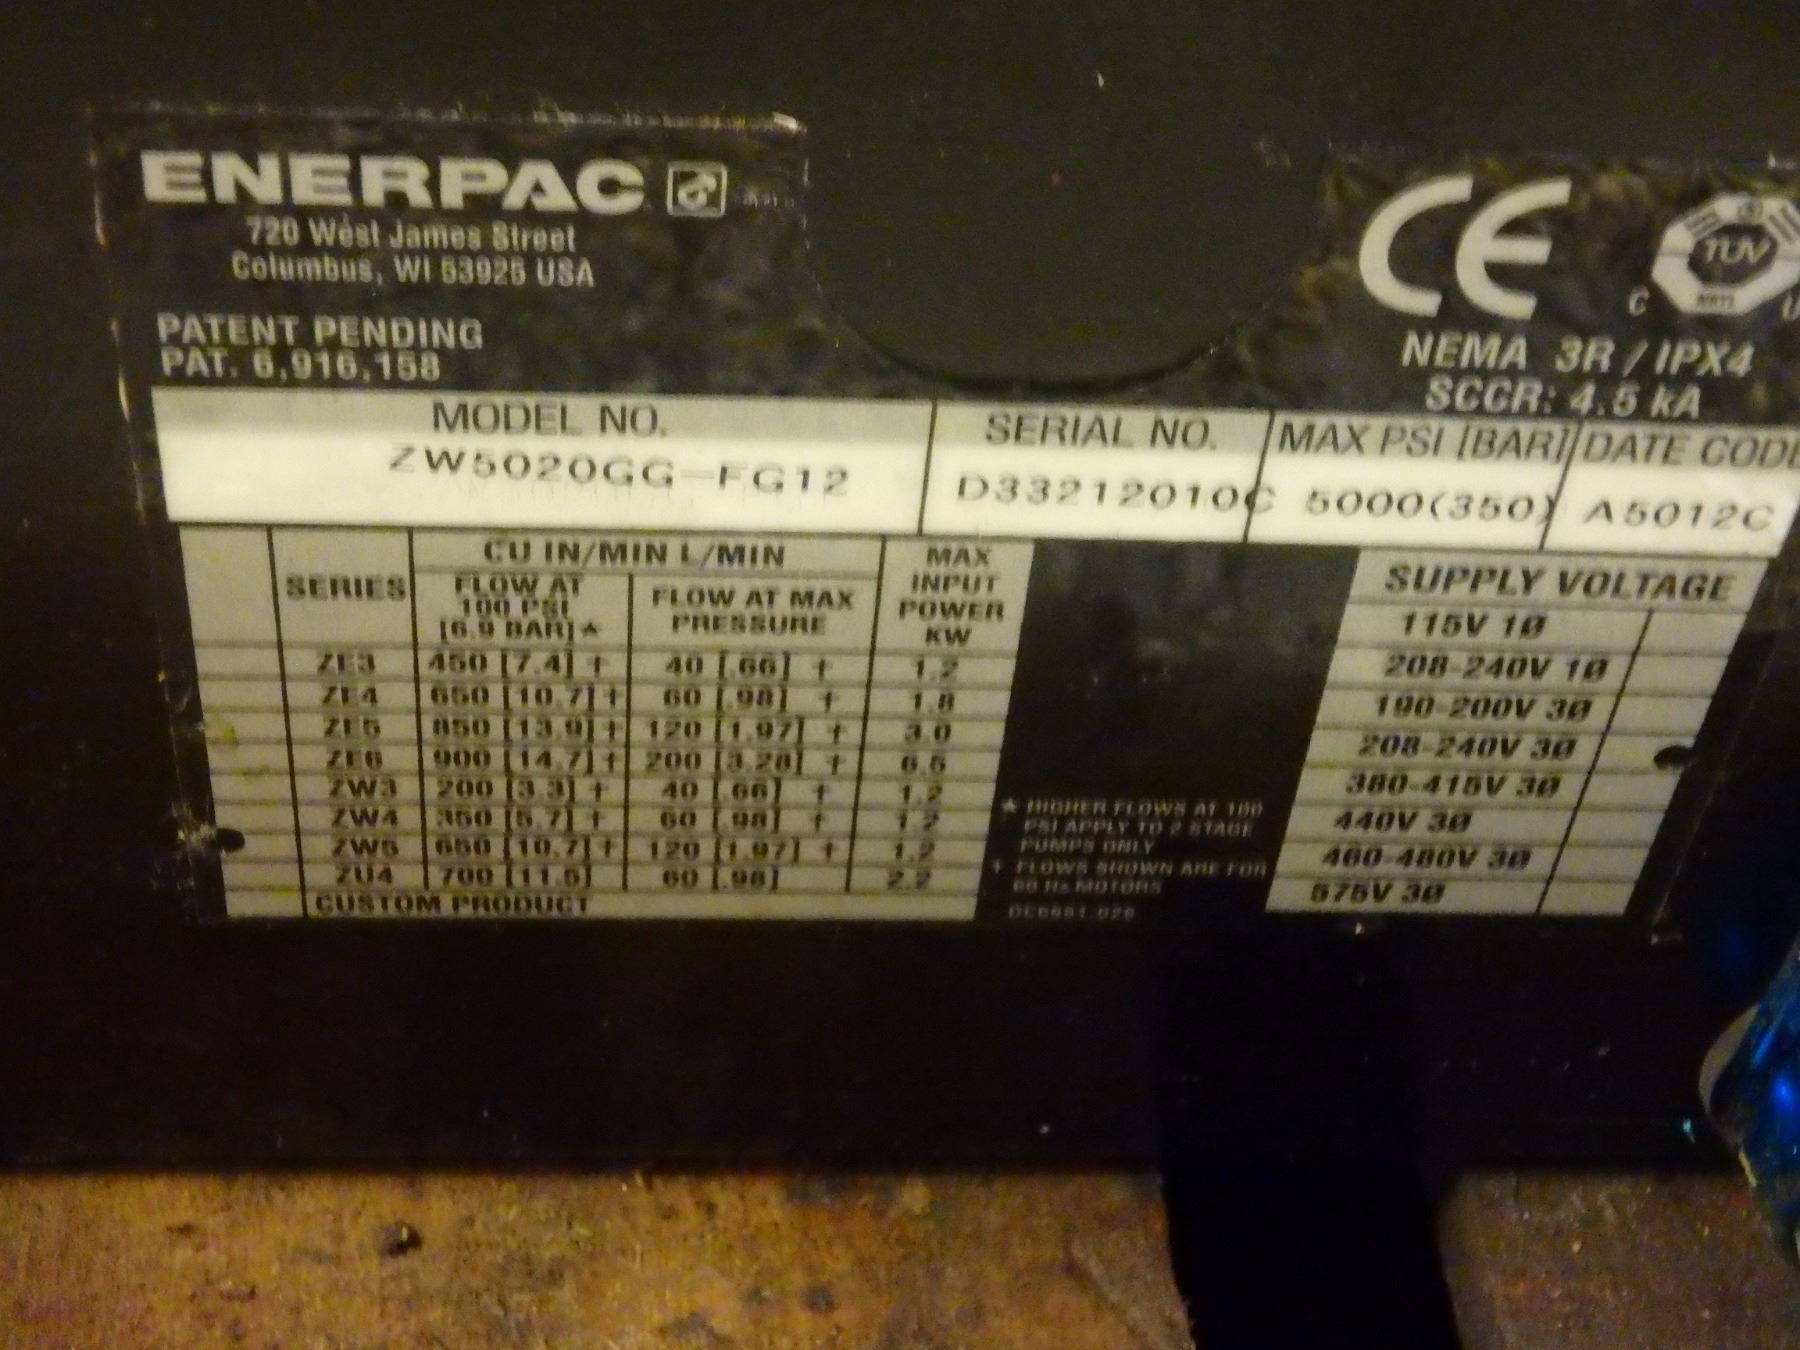 ENERPAC
720 West James Street
Columbus, WI 53925 USA
PATENT PENDING
PAT. 6,916,158
CE
TUV
C
NEMA 3R / IPX4
SCCR: 4.5 kA
MODEL NO. SERIAL NO. MAX PSI [BAR] DATE CODE
ZW5020GG-FG12 D33212010C 5000(350) A5012C
SERIES
CU IN/MIN L/MIN
FLOW AT
100 PSI
[6.9 BAR]★
FLOW AT MAX
PRESSURE
MAX
INPUT
POWER
KW
ZE3 450 [7.4] † 40 [.66] † 1.2
ZE4 650 [10.7] † 60 [.98] † 1.8
ZE5 850 [13.9] † 120 [1.97] † 3.0
ZE6 900 [14.7] † 200 [3.28] † 6.5
ZW3 200 [3.3] † 40 [.66] † 1.2
ZW4 350 [5.7] † 60 [.98] † 1.2
ZW5 650 [10.7] † 120 [1.97] † 1.2
ZU4 700 [11.5] 60 [.98] 2.2
CUSTOM PRODUCT
★ HIGHER FLOWS AT 100
PSI APPLY TO 2 STAGE
PUMPS ONLY
† FLOWS SHOWN ARE FOR
60 Hz MOTORS
SUPPLY VOLTAGE
115V 1Ø
208-240V 1Ø
190-200V 3Ø
208-240V 3Ø
380-415V 3Ø
440V 3Ø
460-480V 3Ø
575V 3Ø